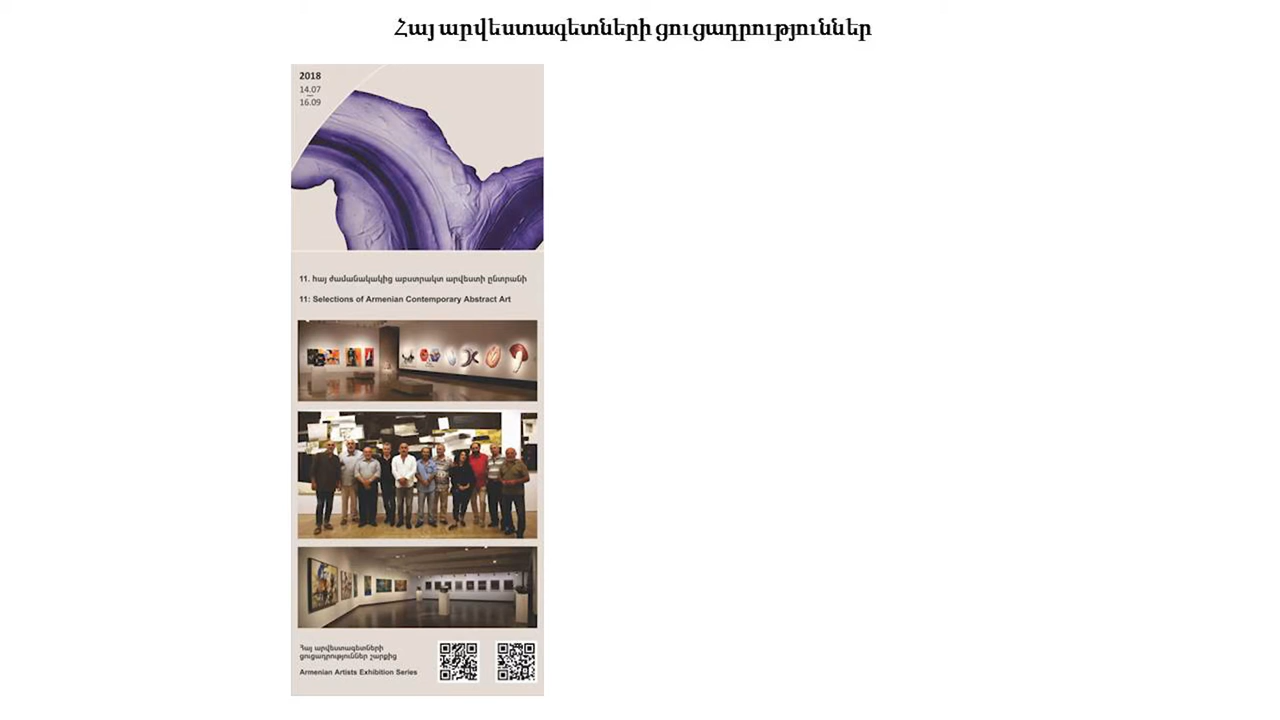 Հայ արվեստագետների ցուցադրություններ
2018
14.07
–
16.09
11. հայ ժամանակակից աբստրակտ արվեստի ընտրանի
11: Selections of Armenian Contemporary Abstract Art
Հայ արվեստագետների
ցուցադրություններ շարքից
Armenian Artists Exhibition Series